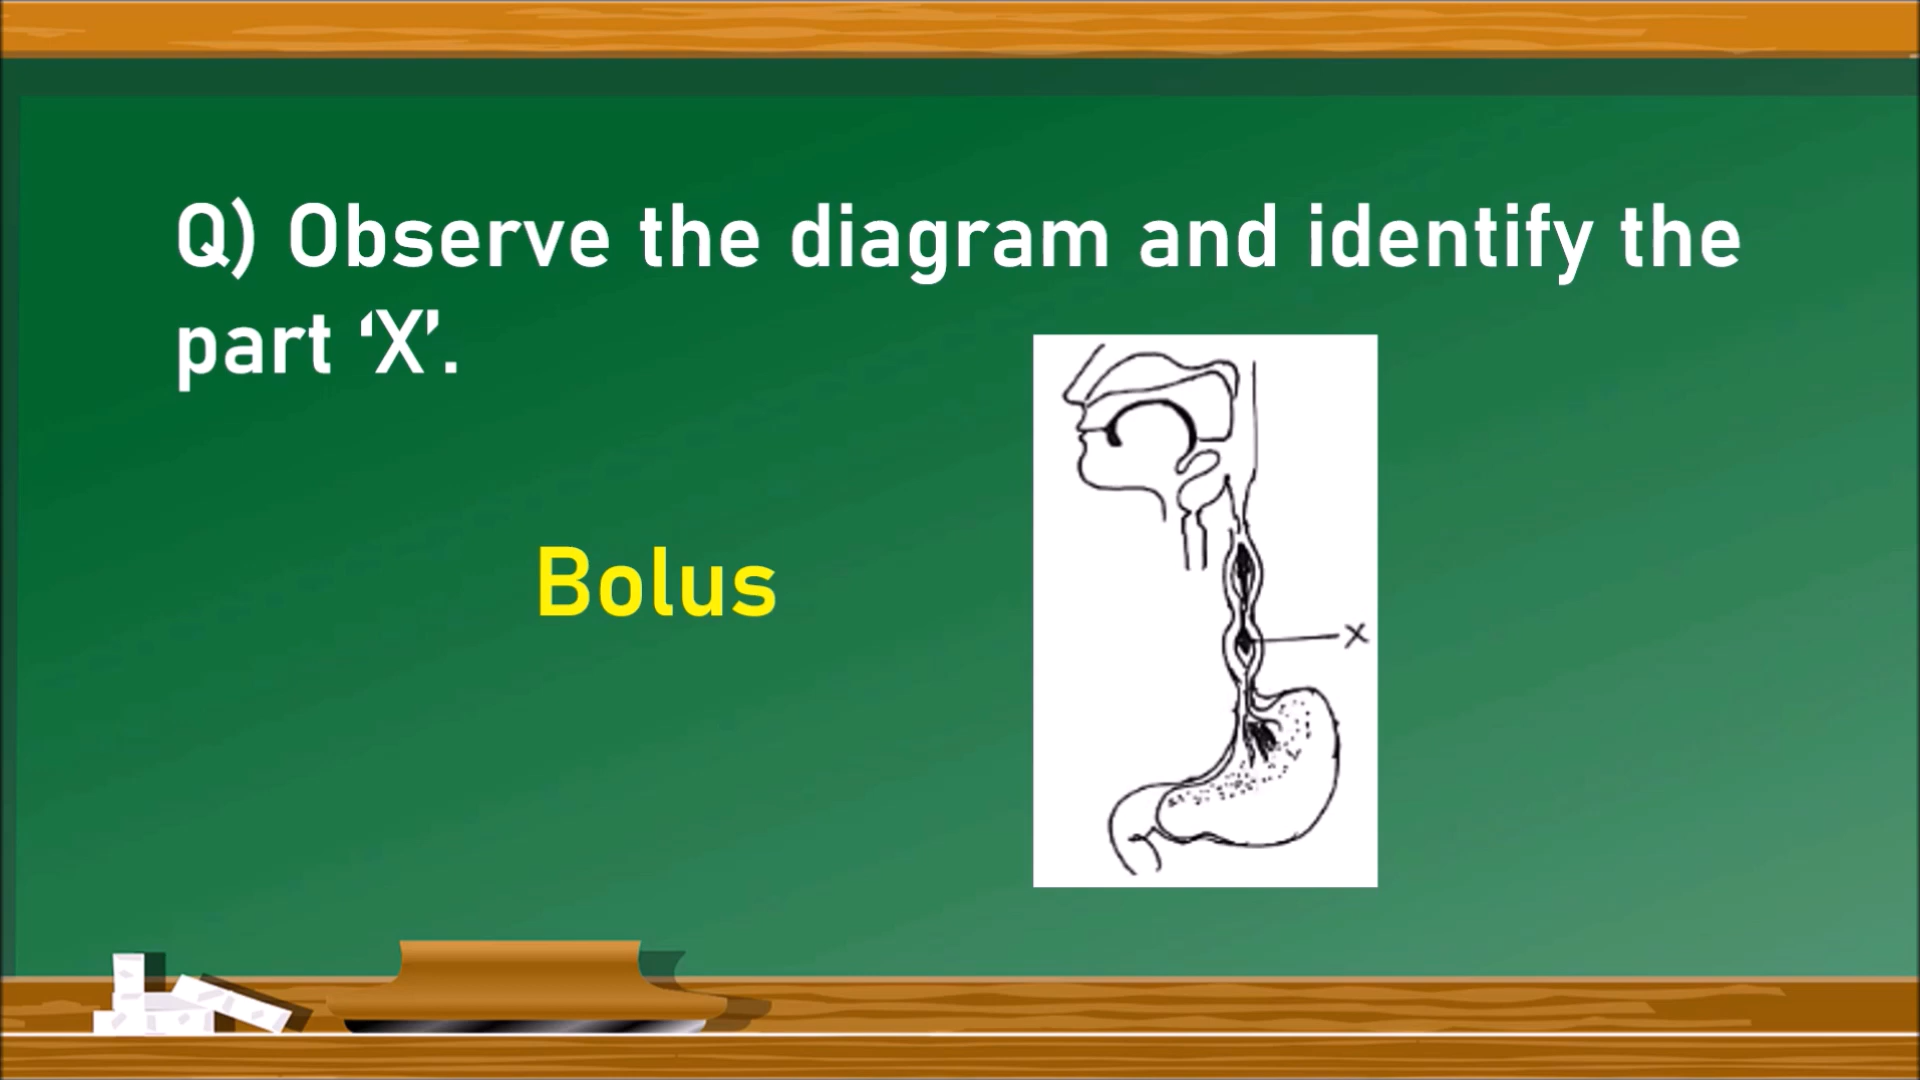 Q) Observe the diagram and identify the
part ‘X’.
Bolus
X